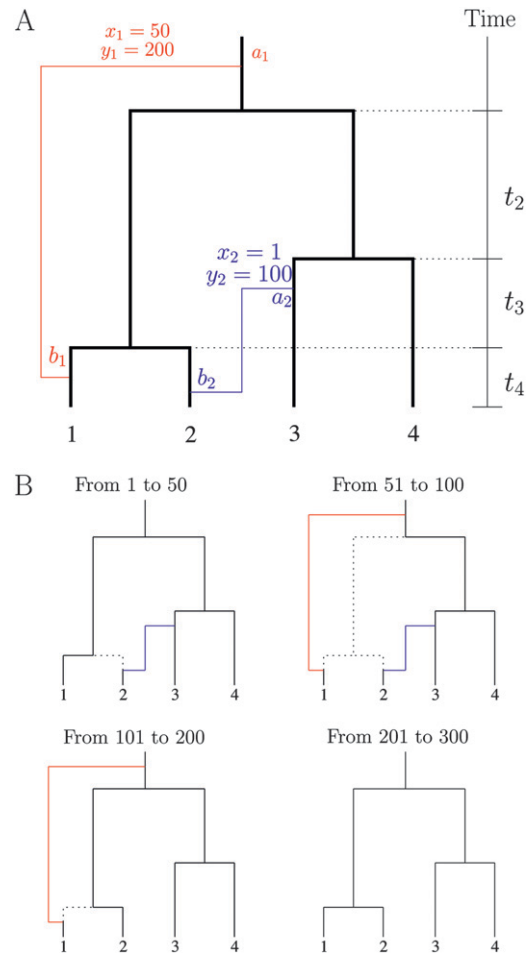 A
Time
x₁ = 50
y₁ = 200
a₁
t₂
x₂ = 1
y₂ = 100
a₂
t₃
b₁
b₂
t₄
1 2 3 4
B
From 1 to 50
From 51 to 100
1 2 3 4
1 2 3 4
From 101 to 200
From 201 to 300
1 2 3 4
1 2 3 4